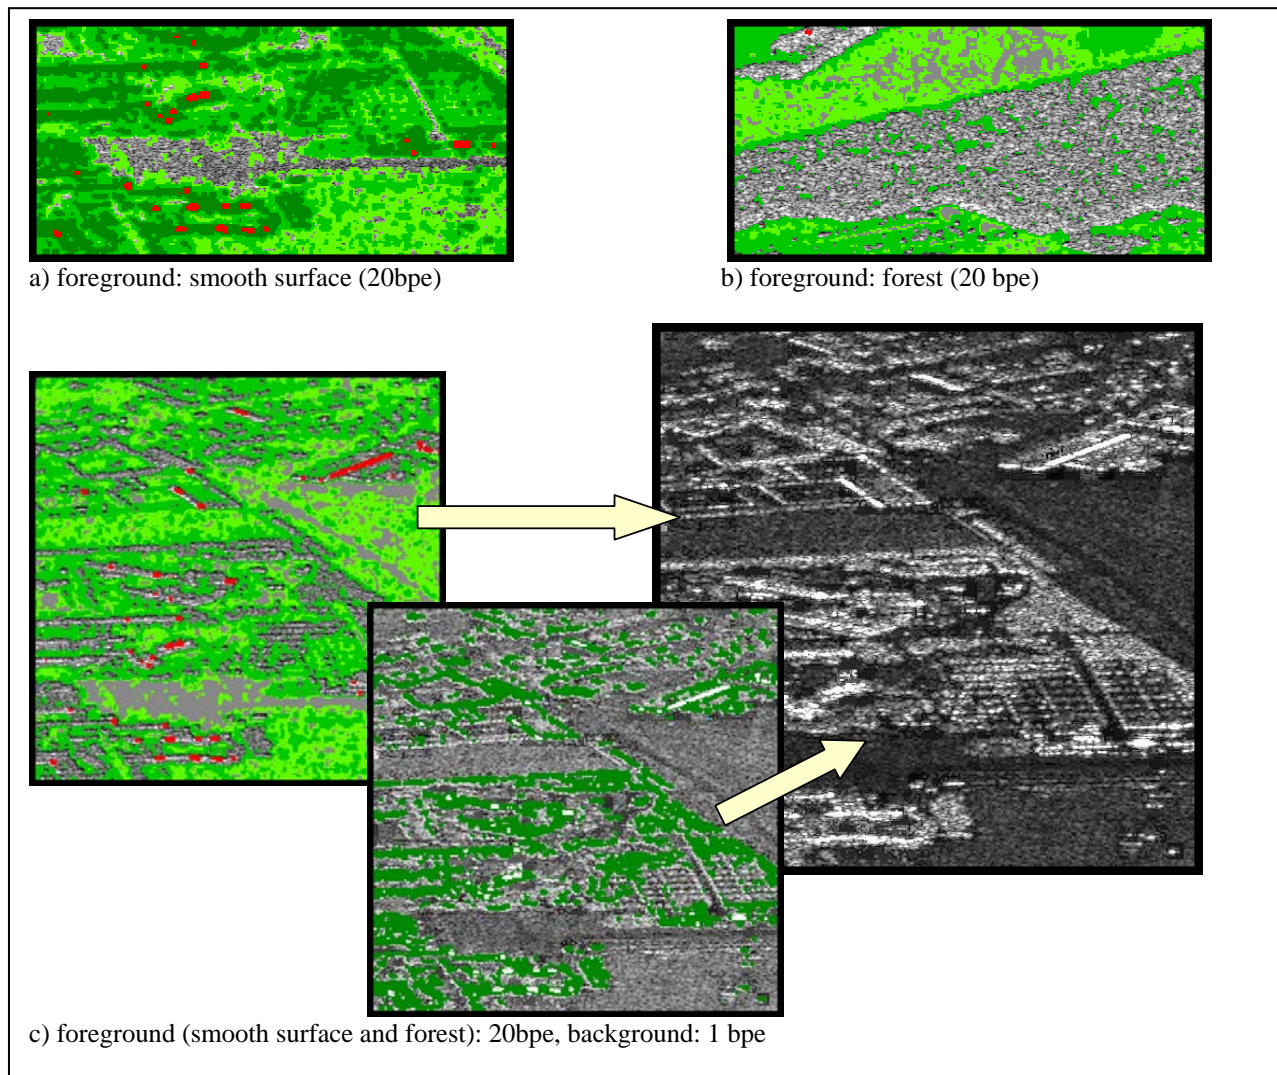 a) foreground: smooth surface (20bpe)
b) foreground: forest (20 bpe)
c) foreground (smooth surface and forest): 20bpe, background: 1 bpe